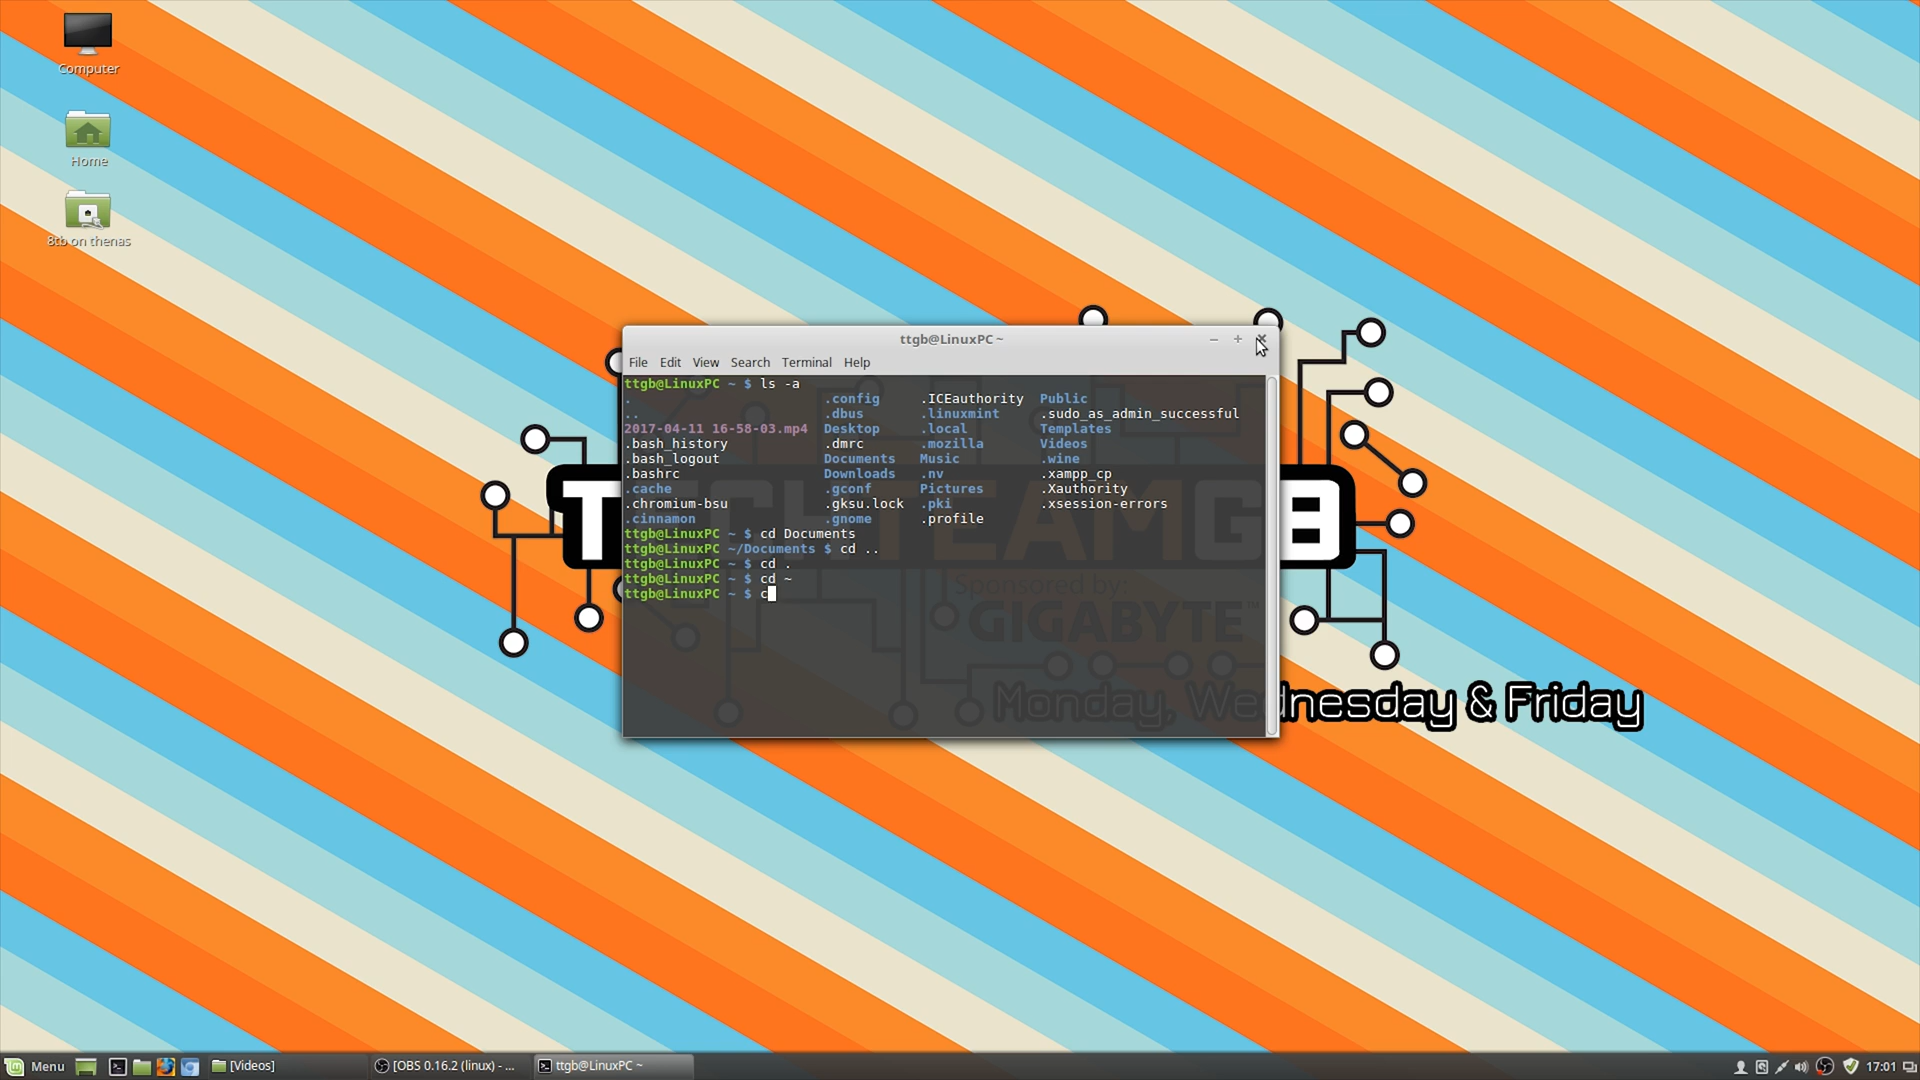 Computer
Home
8tb on thenas
ttgb@LinuxPC ~
File Edit View Search Terminal Help
ttgb@LinuxPC ~ $ ls -a
. .config .ICEauthority Public
.. .dbus .linuxmint .sudo_as_admin_successful
2017-04-11 16-58-03.mp4 Desktop .local Templates
.bash_history .dmrc .mozilla Videos
.bash_logout Documents Music .wine
.bashrc Downloads .nv .xampp_cp
.cache .gconf Pictures .Xauthority
.chromium-bsu .gksu.lock .pki .xsession-errors
.cinnamon .gnome .profile
ttgb@LinuxPC ~ $ cd Documents
ttgb@LinuxPC ~/Documents $ cd ..
ttgb@LinuxPC ~ $ cd .
ttgb@LinuxPC ~ $ cd ~
ttgb@LinuxPC ~ $ c
TECHTEAMGB
Sponsored by:
GIGABYTE™
Monday, Wednesday & Friday
Menu [Videos] [OBS 0.16.2 (linux) - ... ttgb@LinuxPC ~ 17:01